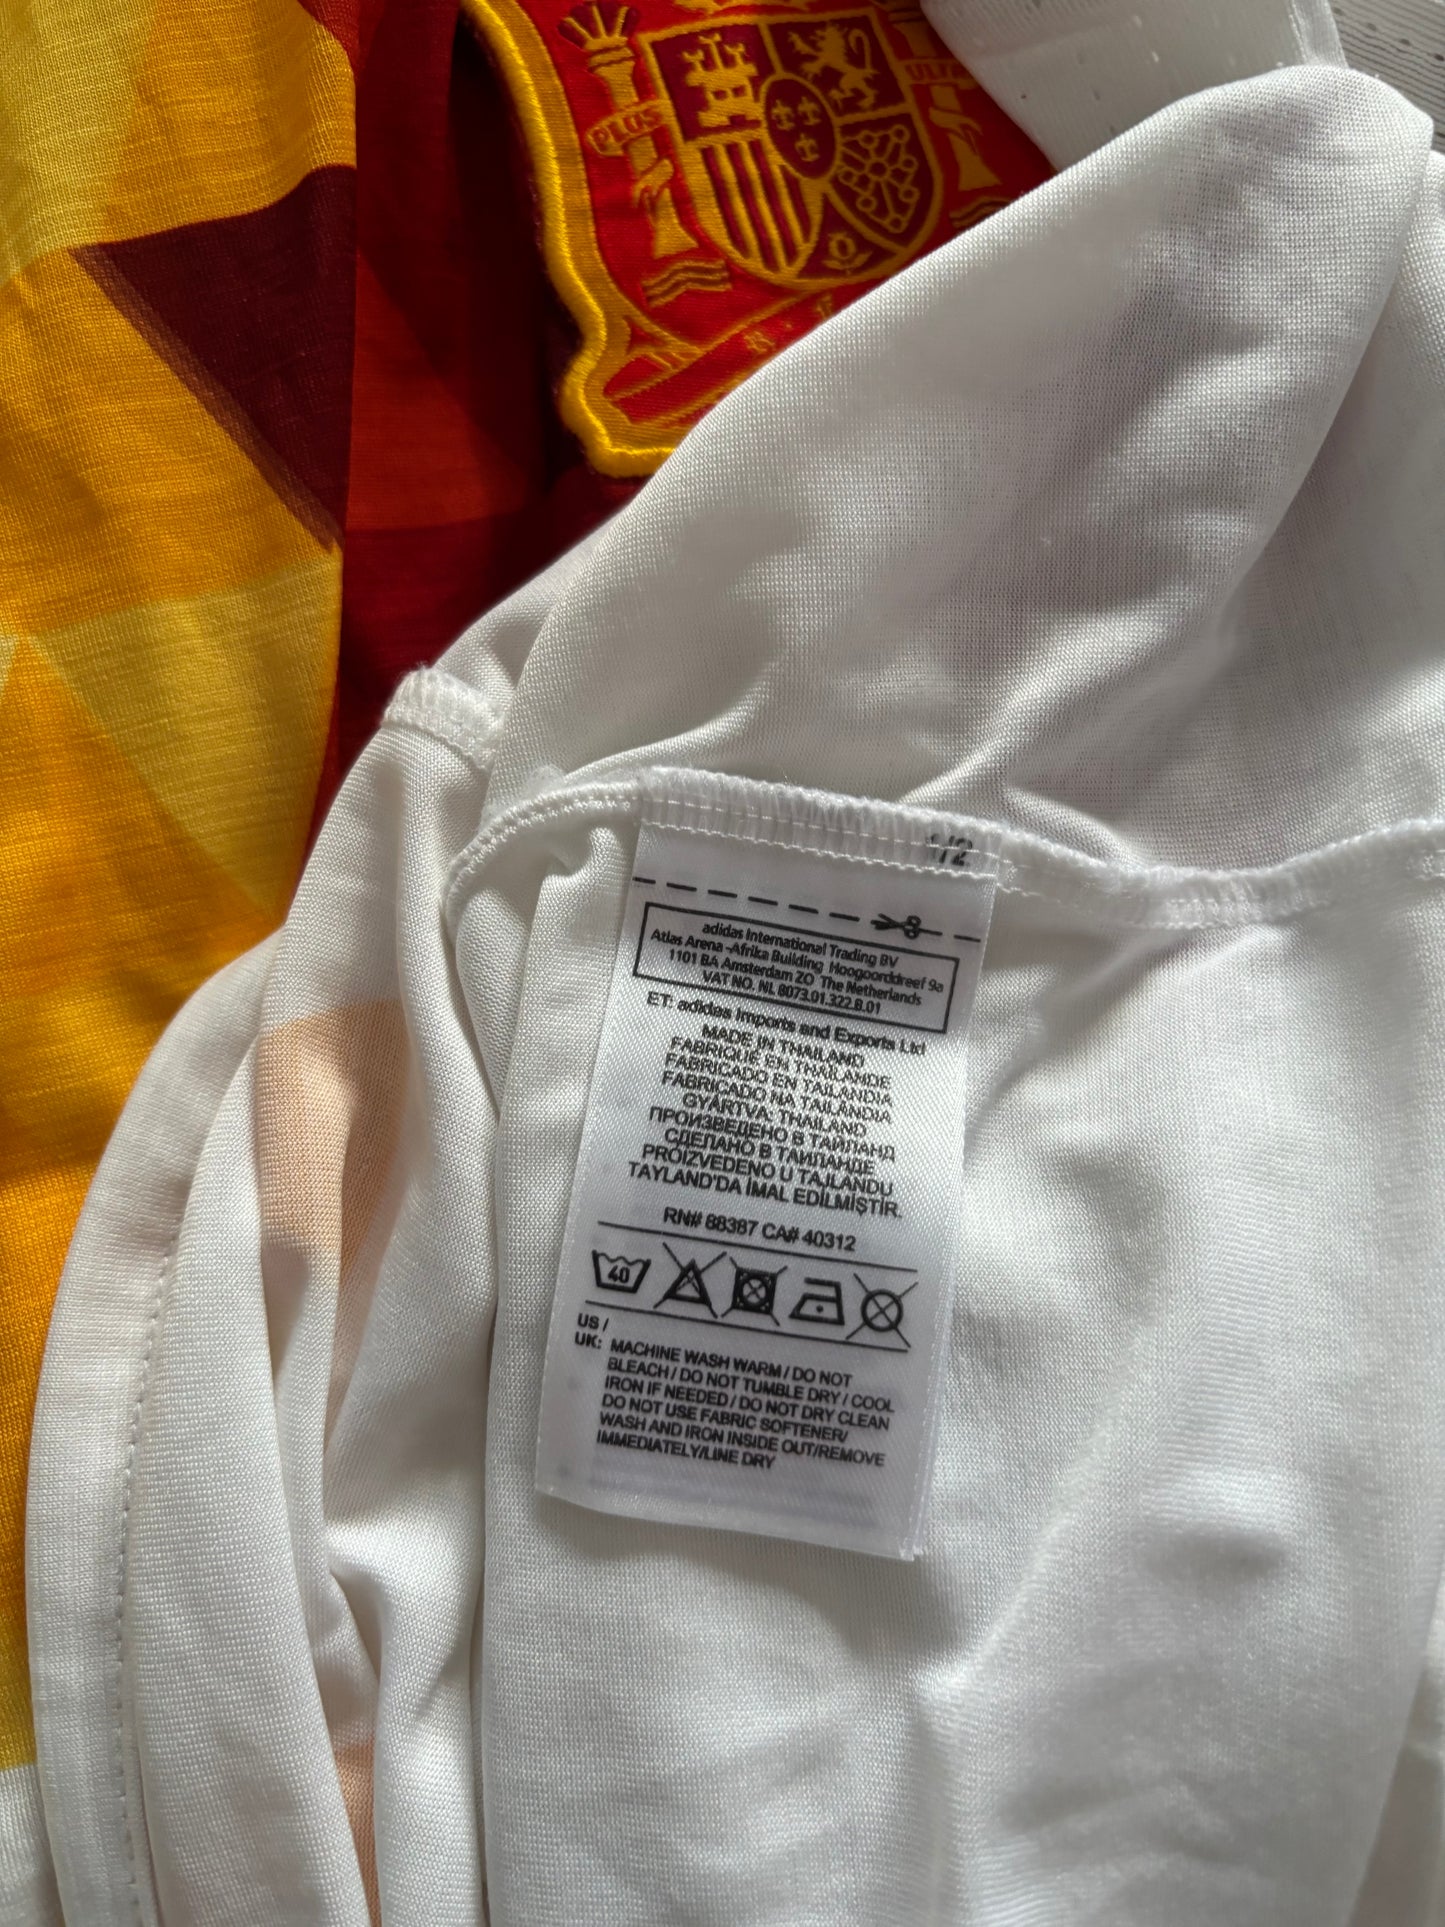 PLUS
1/2
adidas International Trading BV
Atlas Arena -Afrika Building Hoogoorddreef 9a
1101 BA Amsterdam ZO The Netherlands
VAT NO. NL 8073.01.322.B.01
ET: adidas Imports and Exports Ltd
MADE IN THAILAND
FABRIQUÉ EN THAÏLANDE
FABRICADO EN TAILANDIA
FABRICADO NA TAILÂNDIA
GYÁRTVA: THAILAND
ПРОИЗВЕДЕНО В ТАЙЛАНД
СДЕЛАНО В ТАИЛАНДЕ
PROIZVEDENO U TAJLANDU
TAYLAND'DA İMAL EDİLMİŞTİR.
RN# 88387 CA# 40312
40
US /
UK: MACHINE WASH WARM / DO NOT
BLEACH / DO NOT TUMBLE DRY / COOL
IRON IF NEEDED / DO NOT DRY CLEAN
DO NOT USE FABRIC SOFTENER/
WASH AND IRON INSIDE OUT/REMOVE
IMMEDIATELY/LINE DRY